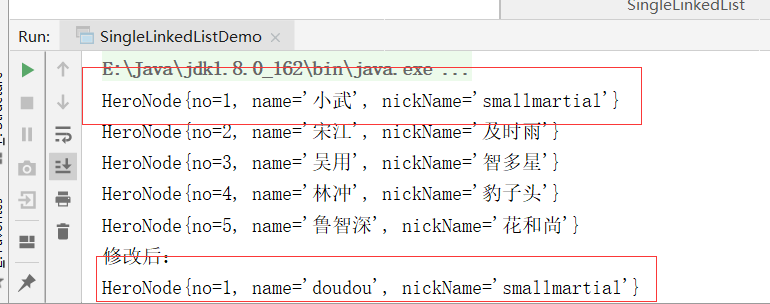 SingleLinkedList
Run: SingleLinkedListDemo ×
E:\Java\jdk1.8.0_162\bin\java.exe ...
HeroNode{no=1, name='小武', nickName='smallmartial'}
HeroNode{no=2, name='宋江', nickName='及时雨'}
HeroNode{no=3, name='吴用', nickName='智多星'}
HeroNode{no=4, name='林冲', nickName='豹子头'}
HeroNode{no=5, name='鲁智深', nickName='花和尚'}
修改后:
HeroNode{no=1, name='doudou', nickName='smallmartial'}